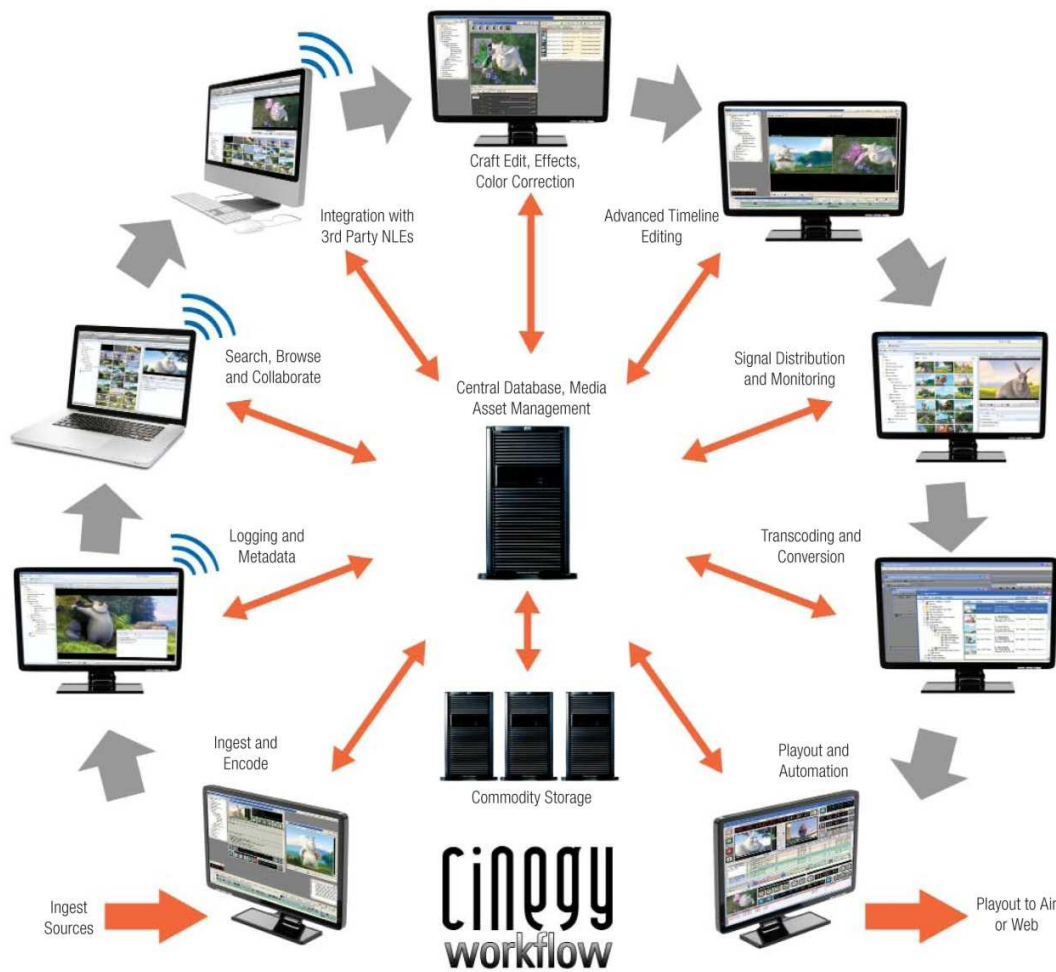 Craft Edit, Effects,
Color Correction
Integration with
3rd Party NLEs
Advanced Timeline
Editing
Search, Browse
and Collaborate
Signal Distribution
and Monitoring
Central Database, Media
Asset Management
Logging and
Metadata
Transcoding and
Conversion
Ingest and
Encode
Playout and
Automation
Commodity Storage
Ingest
Sources
Playout to Air
or Web
cinegy
workflow